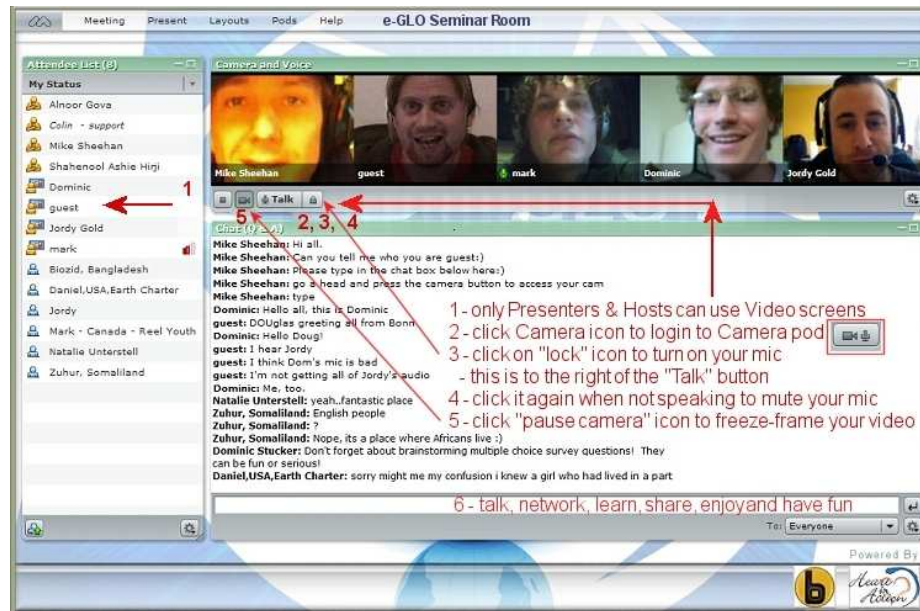 Meeting Present Layouts Pods Help e-GLO Seminar Room
Attendee List (8)
My Status
Alnoor Gova
Colin - support
Mike Sheehan
Shahenool Ashie Hirji
Dominic
guest
Jordy Gold
mark
Biozid, Bangladesh
Daniel,USA,Earth Charter
Jordy
Mark - Canada - Reel Youth
Natalie Unterstell
Zuhur, Somaliland
1
Camera and Voice
Mike Sheehan guest mark Dominic Jordy Gold
Talk
5 2, 3, 4
Chat (Q & A)
Mike Sheehan: Hi all.
Mike Sheehan: Can you tell me who you are guest:)
Mike Sheehan: Please type in the chat box below here:)
Mike Sheehan: go a head and press the camera button to access your cam
Mike Sheehan: type
Dominic: Hello all, this is Dominic
guest: DOUglas greeting all from Bonn
Dominic: Hello Doug!
guest: I hear Jordy
guest: I think Dom's mic is bad
guest: I'm not getting all of Jordy's audio
Dominic: Me, too.
Natalie Unterstell: yeah..fantastic place
Zuhur, Somaliland: English people
Zuhur, Somaliland: ?
Zuhur, Somaliland: Nope, its a place where Africans live :)
Dominic Stucker: Don't forget about brainstorming multiple choice survey questions! They
can be fun or serious!
Daniel,USA,Earth Charter: sorry might me my confusion i knew a girl who had lived in a part
1 - only Presenters & Hosts can use Video screens
2 - click Camera icon to login to Camera pod
3 - click on "lock" icon to turn on your mic
- this is to the right of the "Talk" button
4 - click it again when not speaking to mute your mic
5 - click "pause camera" icon to freeze-frame your video
6 - talk, network, learn, share, enjoyand have fun
To: Everyone
Powered By
b
Heart in Action